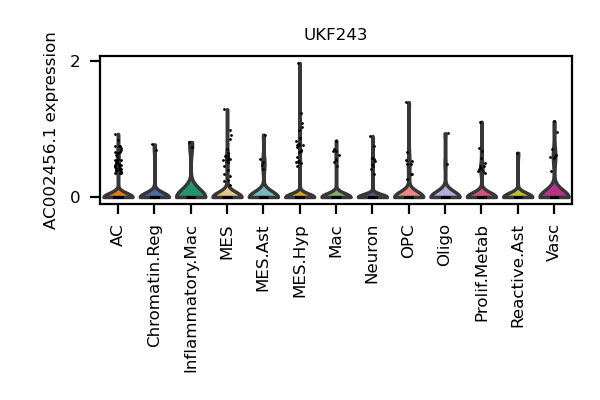 UKF243
AC002456.1 expression
2
0
AC
Chromatin.Reg
Inflammatory.Mac
MES
MES.Ast
MES.Hyp
Mac
Neuron
OPC
Oligo
Prolif.Metab
Reactive.Ast
Vasc